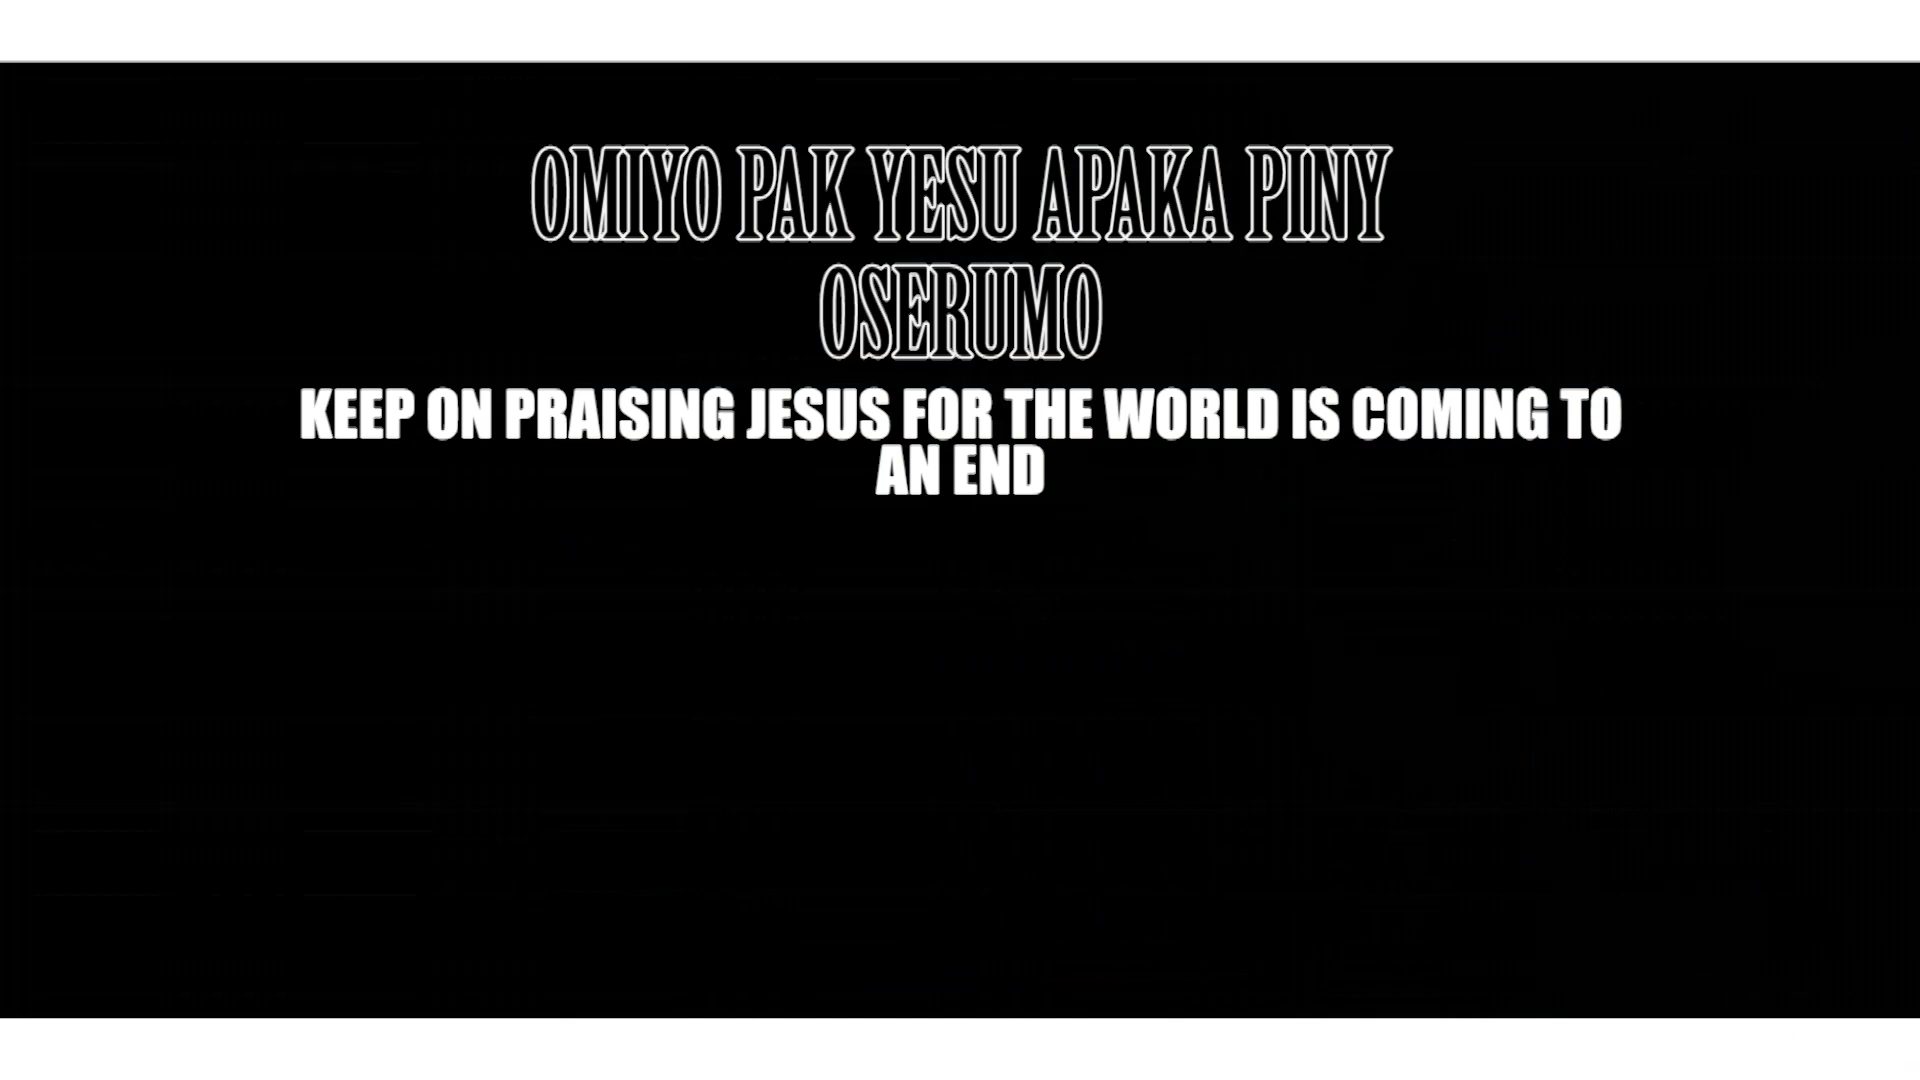 OMIYO PAK YESU APAKA PINY
OSERUMO
KEEP ON PRAISING JESUS FOR THE WORLD IS COMING TO
AN END